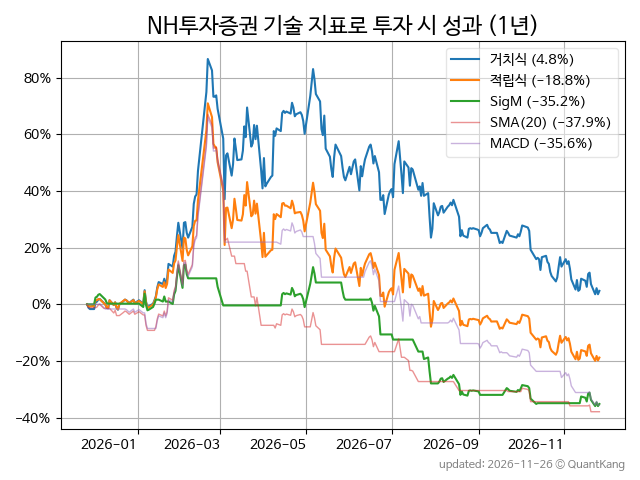 NH투자증권 기술 지표로 투자 시 성과 (1년)
거치식 (4.8%)
적립식 (−18.8%)
SigM (−35.2%)
SMA(20) (−37.9%)
MACD (−35.6%)
80%
60%
40%
20%
0%
−20%
−40%
2026-01 2026-03 2026-05 2026-07 2026-09 2026-11
updated: 2026-11-26 ⓒ QuantKang